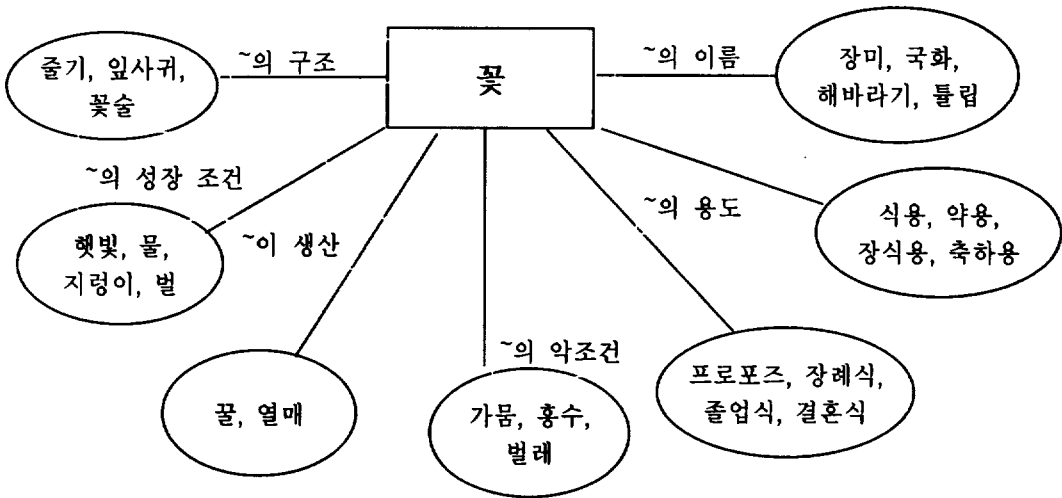 꽃
~의 구조
줄기, 잎사귀,
꽃술
~의 이름
장미, 국화,
해바라기, 튤립
~의 성장 조건
햇빛, 물,
지렁이, 벌
~이 생산
꿀, 열매
~의 악조건
가뭄, 홍수,
벌레
~의 용도
식용, 약용,
장식용, 축하용
프로포즈, 장례식,
졸업식, 결혼식